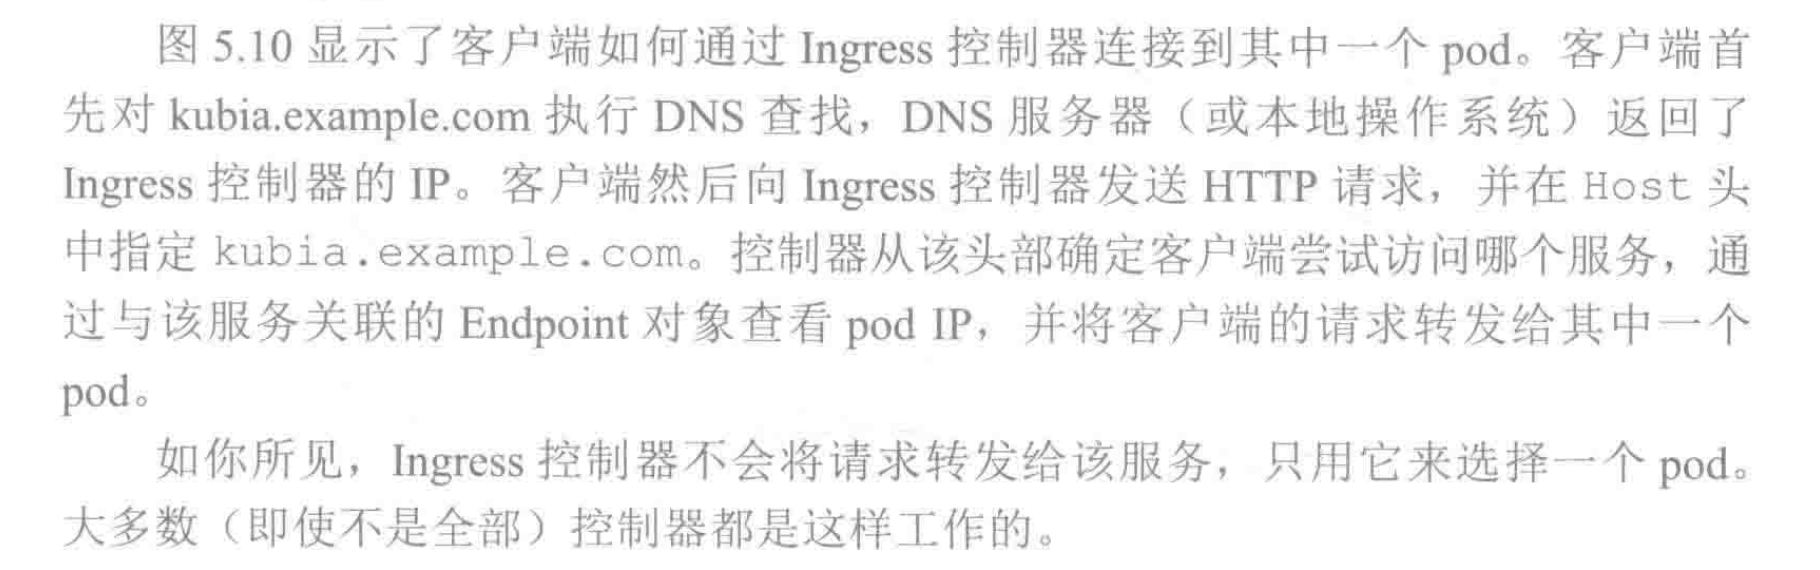 图 5.10 显示了客户端如何通过 Ingress 控制器连接到其中一个 pod。客户端首
先对 kubia.example.com 执行 DNS 查找，DNS 服务器（或本地操作系统）返回了
Ingress 控制器的 IP。客户端然后向 Ingress 控制器发送 HTTP 请求，并在 Host 头
中指定 kubia.example.com。控制器从该头部确定客户端尝试访问哪个服务，通
过与该服务关联的 Endpoint 对象查看 pod IP，并将客户端的请求转发给其中一个
pod。
如你所见，Ingress 控制器不会将请求转发给该服务，只用它来选择一个 pod。
大多数（即使不是全部）控制器都是这样工作的。